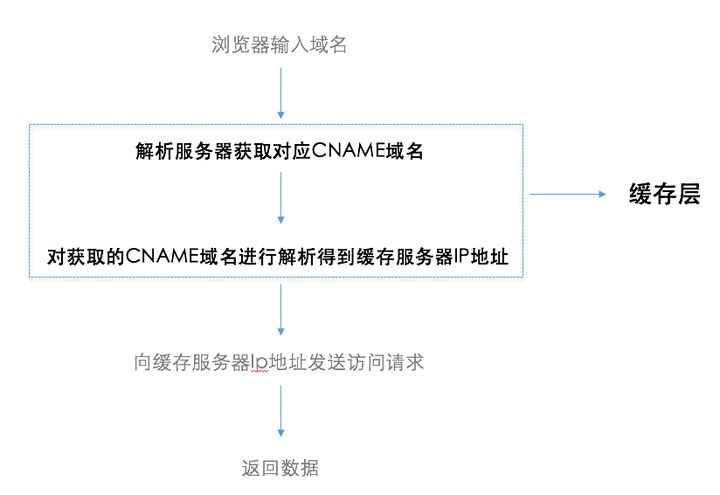 浏览器输入域名
解析服务器获取对应CNAME域名
缓存层
对获取的CNAME域名进行解析得到缓存服务器IP地址
向缓存服务器Ip地址发送访问请求
返回数据